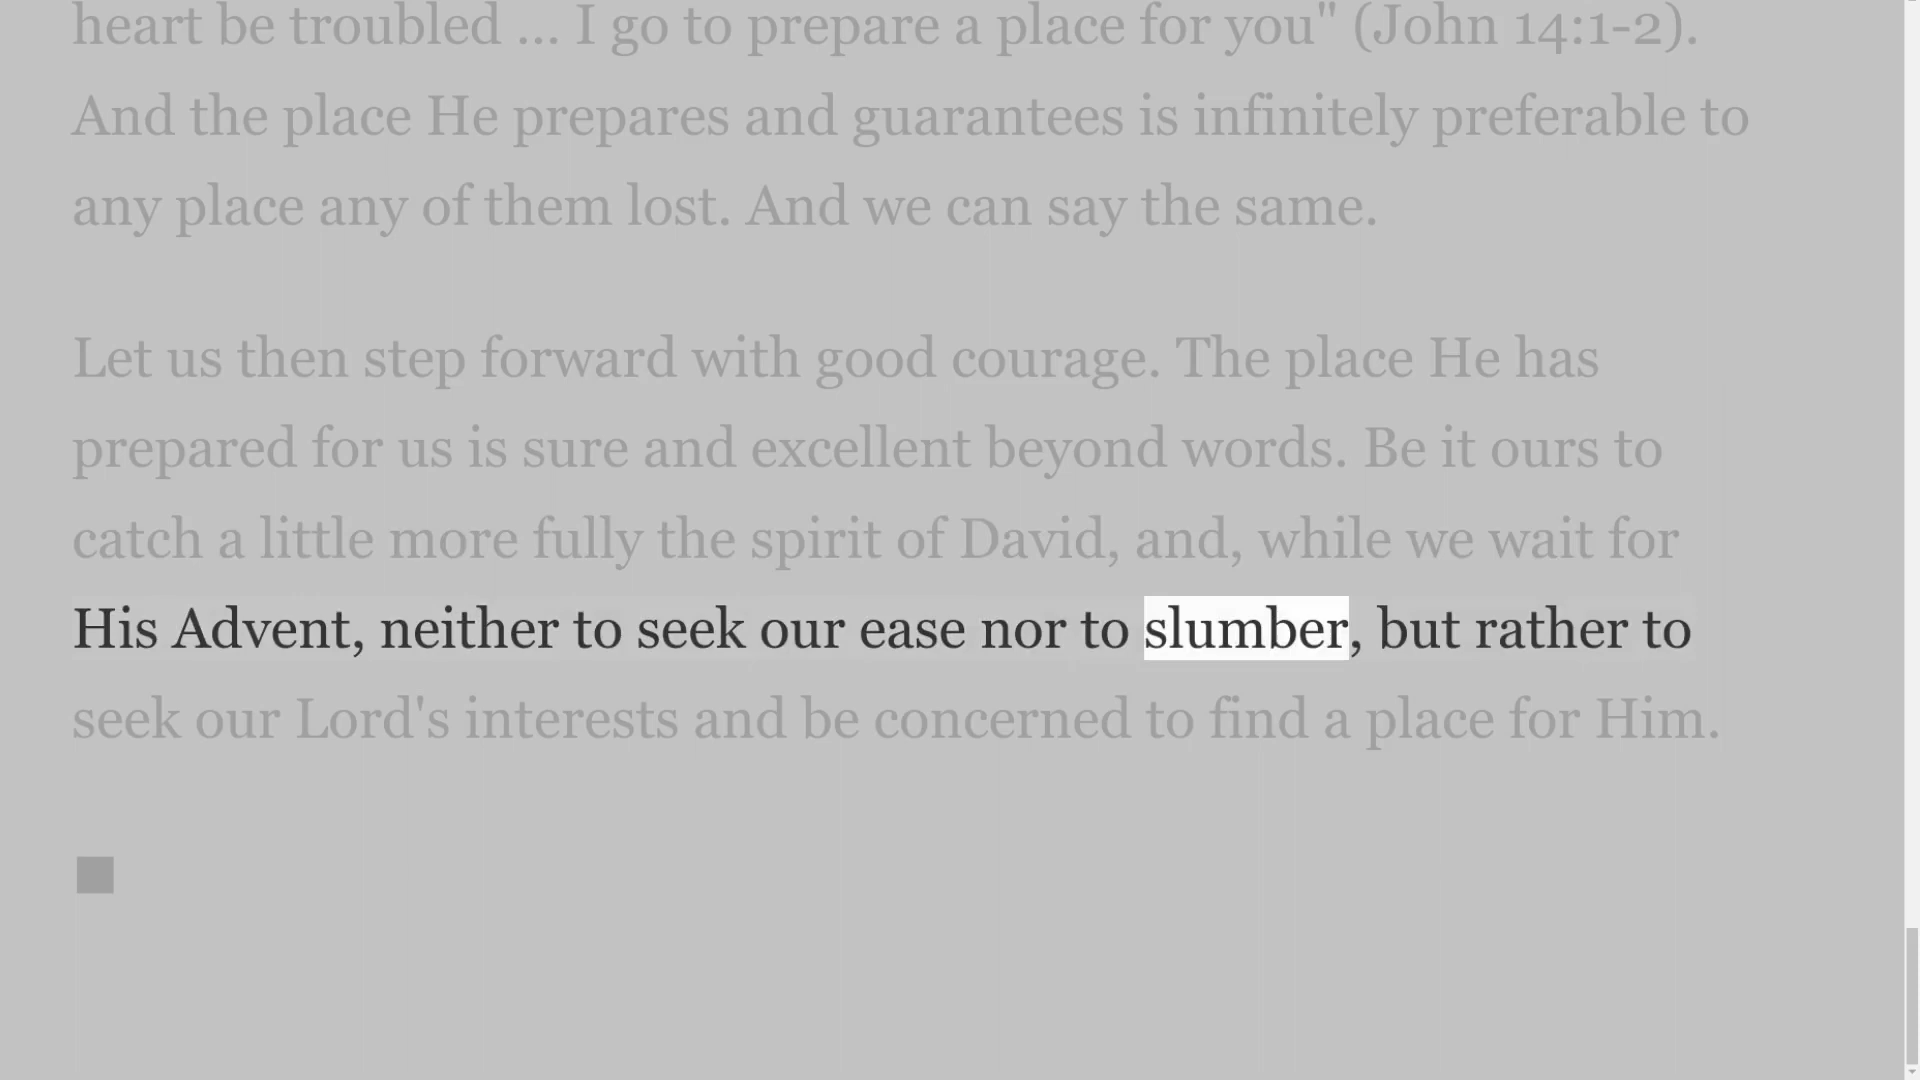 heart be troubled ... I go to prepare a place for you" (John 14:1-2).
And the place He prepares and guarantees is infinitely preferable to
any place any of them lost. And we can say the same.
Let us then step forward with good courage. The place He has
prepared for us is sure and excellent beyond words. Be it ours to
catch a little more fully the spirit of David, and, while we wait for
His Advent, neither to seek our ease nor to slumber, but rather to
seek our Lord's interests and be concerned to find a place for Him.